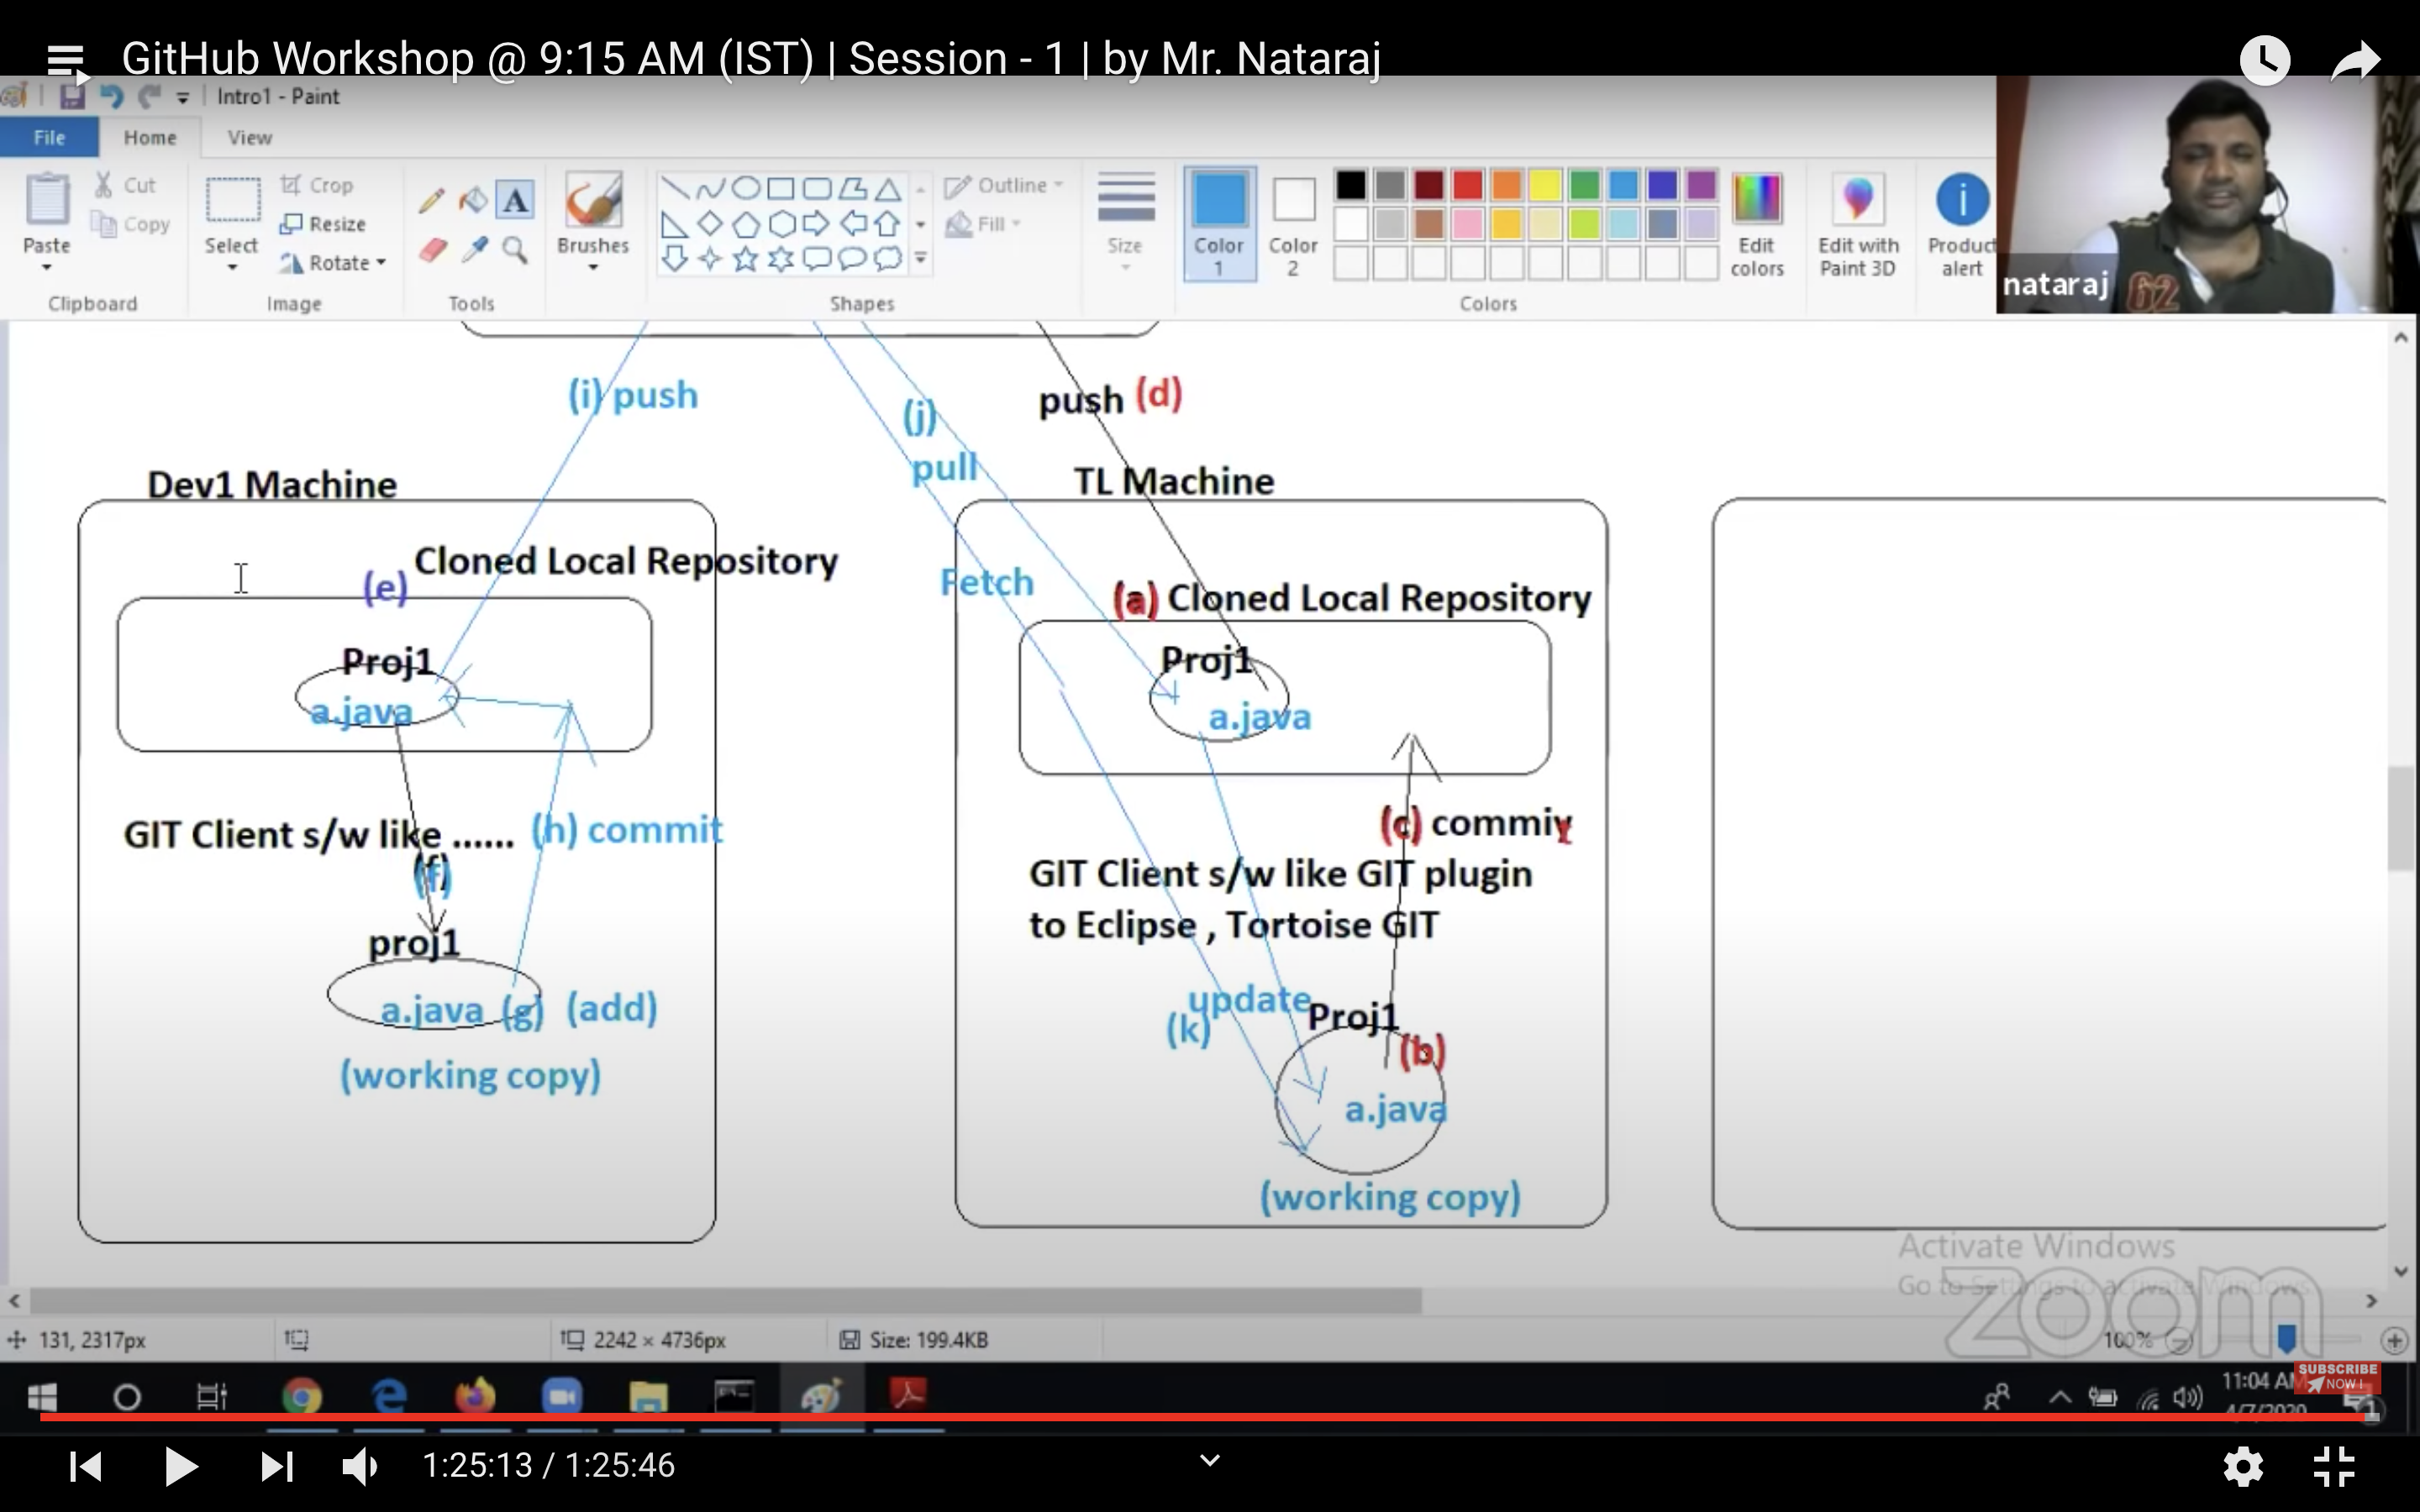 GitHub Workshop @ 9:15 AM (IST) | Session - 1 | by Mr. Nataraj
Intro1 - Paint
File Home View
Paste
Cut
Copy
Clipboard
Select
Crop
Resize
Rotate
Image
A
Tools
Brushes
Shapes
Outline
Fill
Size
Color 1
Color 2
Colors
Edit colors
Edit with Paint 3D
Product alert
nataraj
62
(i) push
(j)
pull
push (d)
Dev1 Machine
TL Machine
Cloned Local Repository
(e)
Fetch
(a) Cloned Local Repository
Proj1
a.java
Proj1
a.java
GIT Client s/w like ......
(h) commit
(f)
(c) commit
GIT Client s/w like GIT plugin
to Eclipse , Tortoise GIT
proj1
a.java (g) (add)
(working copy)
update
(k)
Proj1
(b)
a.java
(working copy)
Activate Windows
Go to Settings to activate Windows.
zoom
131, 2317px
2242 × 4736px
Size: 199.4KB
100%
11:04 AM
4/7/2020
SUBSCRIBE
NOW !
1
1:25:13 / 1:25:46